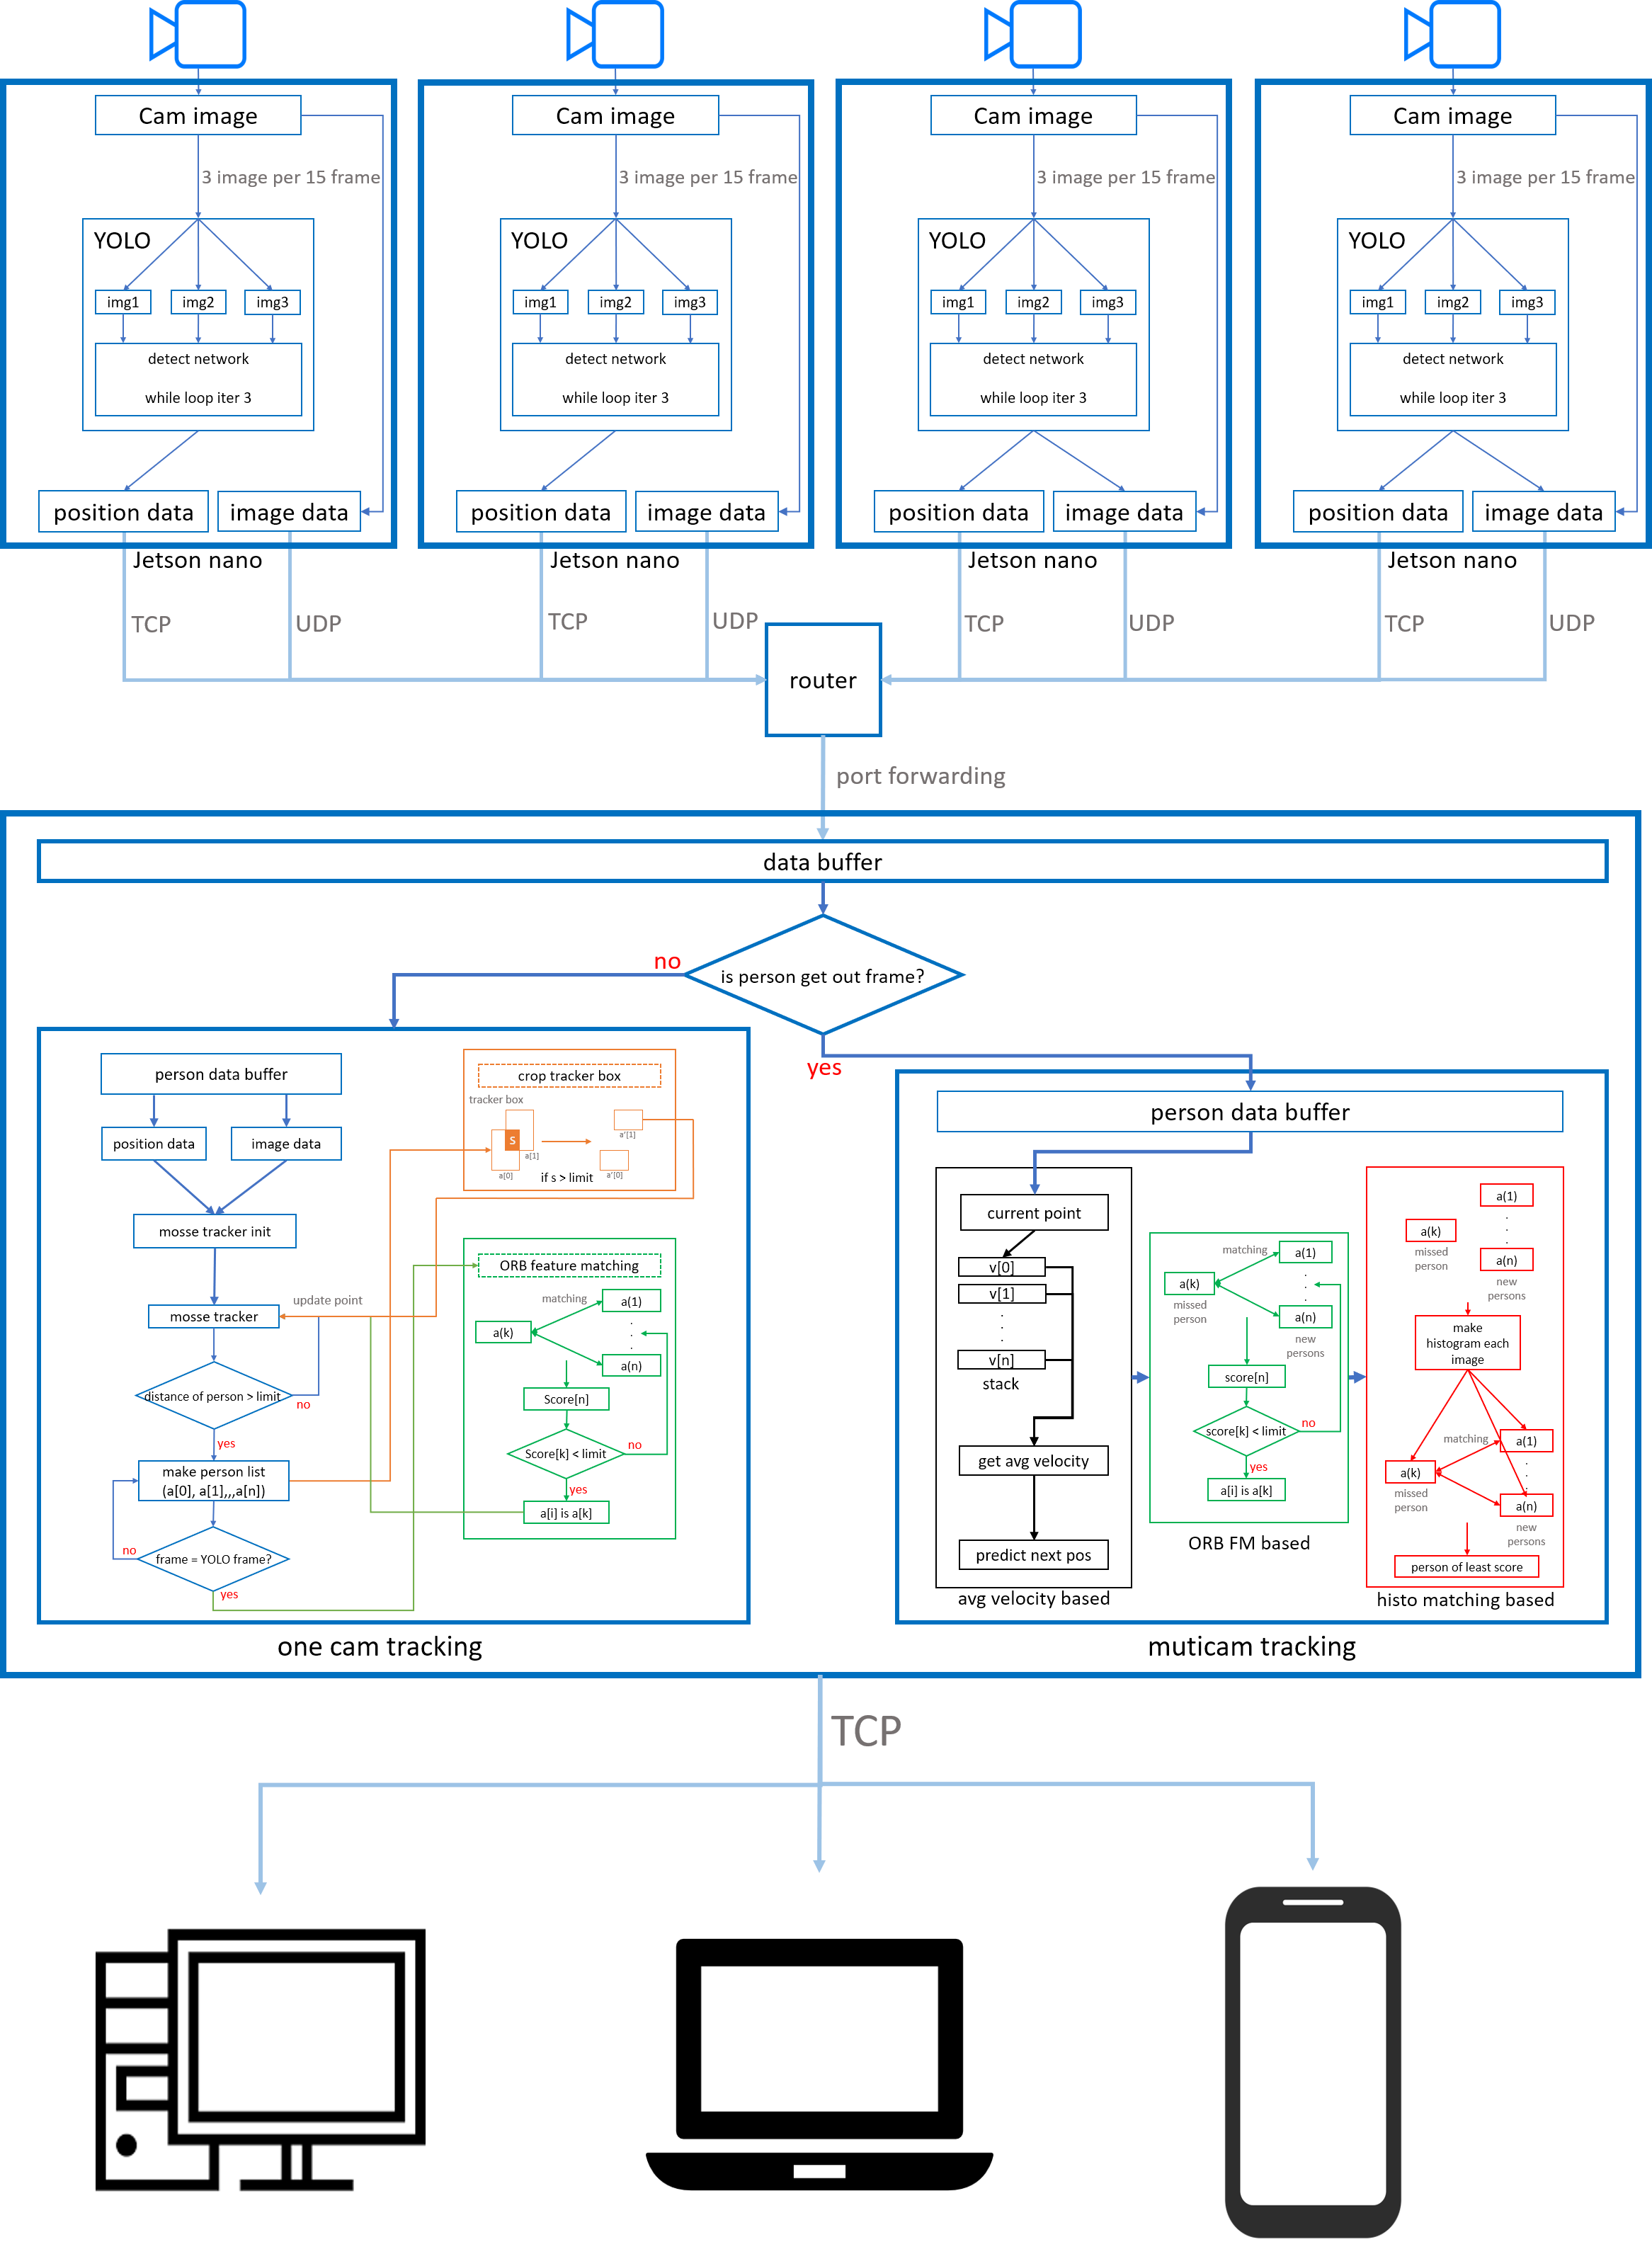 Cam image
3 image per 15 frame
YOLO
img1
img2
img3
detect network
while loop iter 3
position data
image data
Jetson nano
TCP
UDP
Cam image
3 image per 15 frame
YOLO
img1
img2
img3
detect network
while loop iter 3
position data
image data
Jetson nano
TCP
UDP
Cam image
3 image per 15 frame
YOLO
img1
img2
img3
detect network
while loop iter 3
position data
image data
Jetson nano
TCP
UDP
Cam image
3 image per 15 frame
YOLO
img1
img2
img3
detect network
while loop iter 3
position data
image data
Jetson nano
TCP
UDP
router
port forwarding
data buffer
is person get out frame?
no
yes
person data buffer
position data
image data
mosse tracker init
mosse tracker
update point
distance of person > limit
no
yes
make person list
(a[0], a[1],,,a[n])
frame = YOLO frame?
no
yes
crop tracker box
tracker box
S
a[1]
a[0]
if s > limit
a'[1]
a'[0]
ORB feature matching
matching
a(1)
a(k)
a(n)
Score[n]
Score[k] < limit
no
yes
a[i] is a[k]
one cam tracking
person data buffer
current point
v[0]
v[1]
v[n]
stack
get avg velocity
predict next pos
avg velocity based
matching
a(1)
a(k)
missed
person
a(n)
new
persons
score[n]
score[k] < limit
no
yes
a[i] is a[k]
ORB FM based
a(1)
a(k)
missed
person
a(n)
new
persons
make
histogram each
image
matching
a(1)
a(k)
missed
person
a(n)
new
persons
person of least score
histo matching based
muticam tracking
TCP